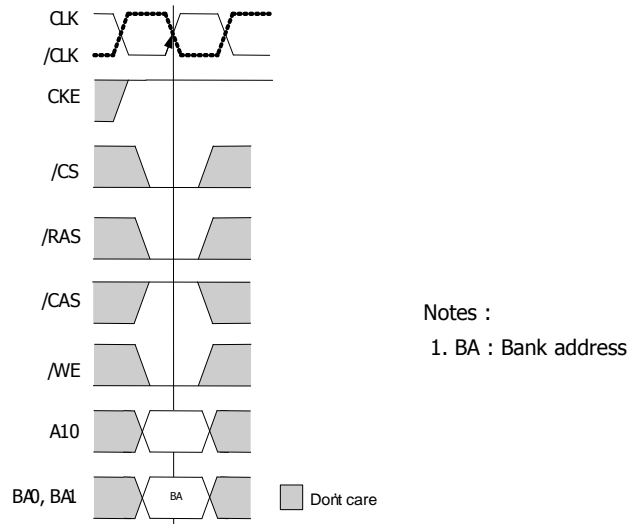 CLK
/CLK
CKE
/CS
/RAS
/CAS
/WE
A10
BA0, BA1
BA
Don't care
Notes :
1. BA : Bank address